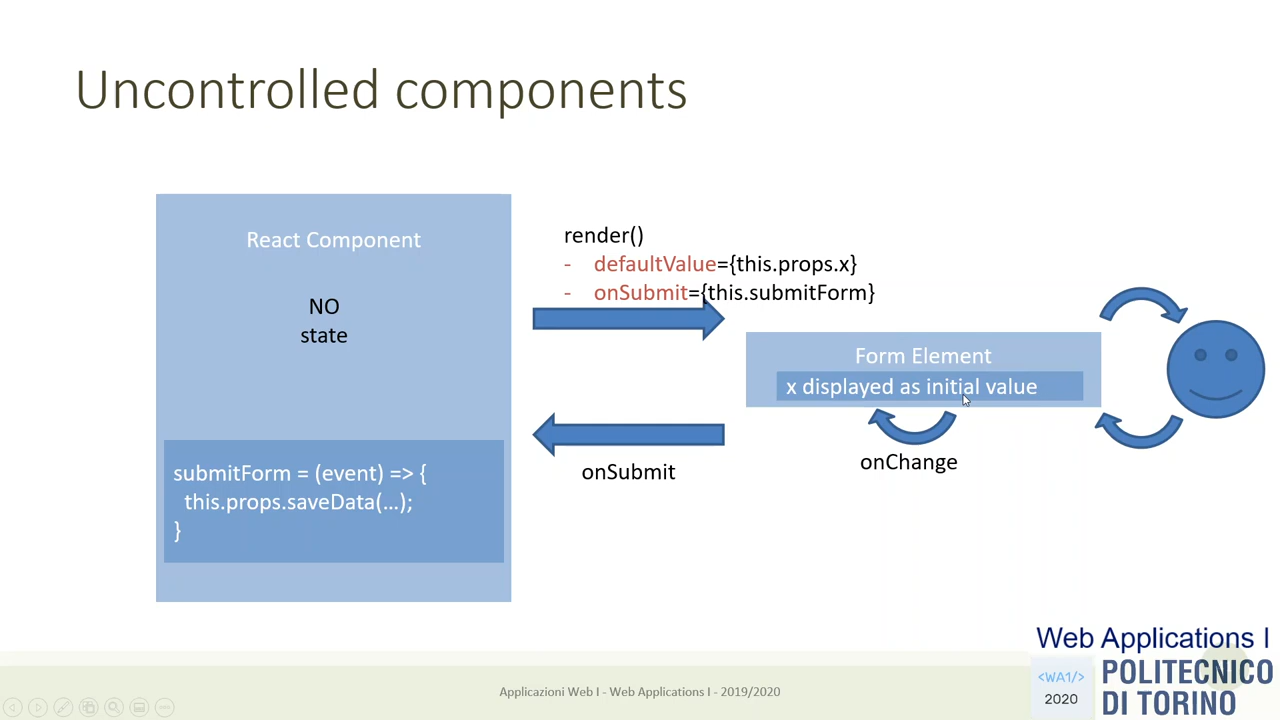 Uncontrolled components
React Component
NO
state
submitForm = (event) => {
this.props.saveData(…);
}
render()
- defaultValue={this.props.x}
- onSubmit={this.submitForm}
onSubmit
Form Element
x displayed as initial value
onChange
Applicazioni Web I - Web Applications I - 2019/2020
Web Applications I
<WA1/>
2020
POLITECNICO
DI TORINO